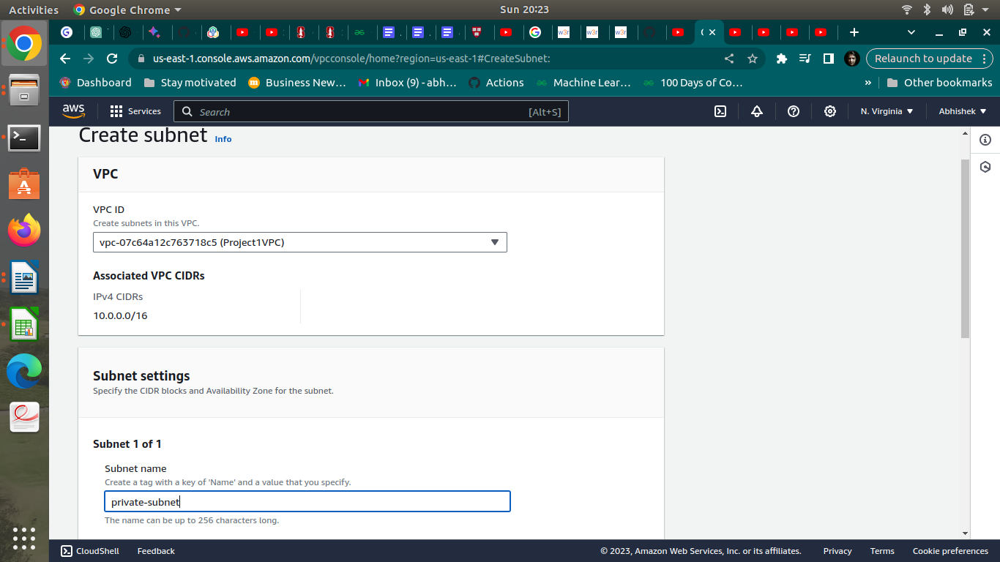 Activities
Google Chrome
Sun 20:23
us-east-1.console.aws.amazon.com/vpcconsole/home?region=us-east-1#CreateSubnet:
Relaunch to update
Dashboard
Stay motivated
Business New…
Inbox (9) - abh…
Actions
Machine Lear…
100 Days of Co…
»
Other bookmarks
aws
Services
Search
[Alt+S]
N. Virginia
Abhishek
Create subnet Info
VPC
VPC ID
Create subnets in this VPC.
vpc-07c64a12c763718c5 (Project1VPC)
Associated VPC CIDRs
IPv4 CIDRs
10.0.0.0/16
Subnet settings
Specify the CIDR blocks and Availability Zone for the subnet.
Subnet 1 of 1
Subnet name
Create a tag with a key of 'Name' and a value that you specify.
private-subnet
The name can be up to 256 characters long.
CloudShell
Feedback
© 2023, Amazon Web Services, Inc. or its affiliates.
Privacy
Terms
Cookie preferences